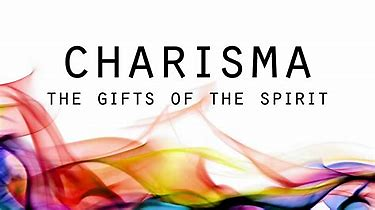 CHARISMA
THE GIFTS OF THE SPIRIT